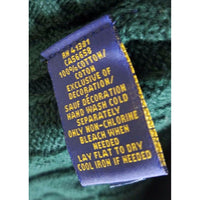 RN 41381
CA56658
100% COTTON/
COTON
EXCLUSIVE OF
DECORATION/
SAUF DÉCORATION
HAND WASH COLD
SEPARATELY
ONLY NON-CHLORINE
BLEACH WHEN
NEEDED
LAY FLAT TO DRY
COOL IRON IF NEEDED